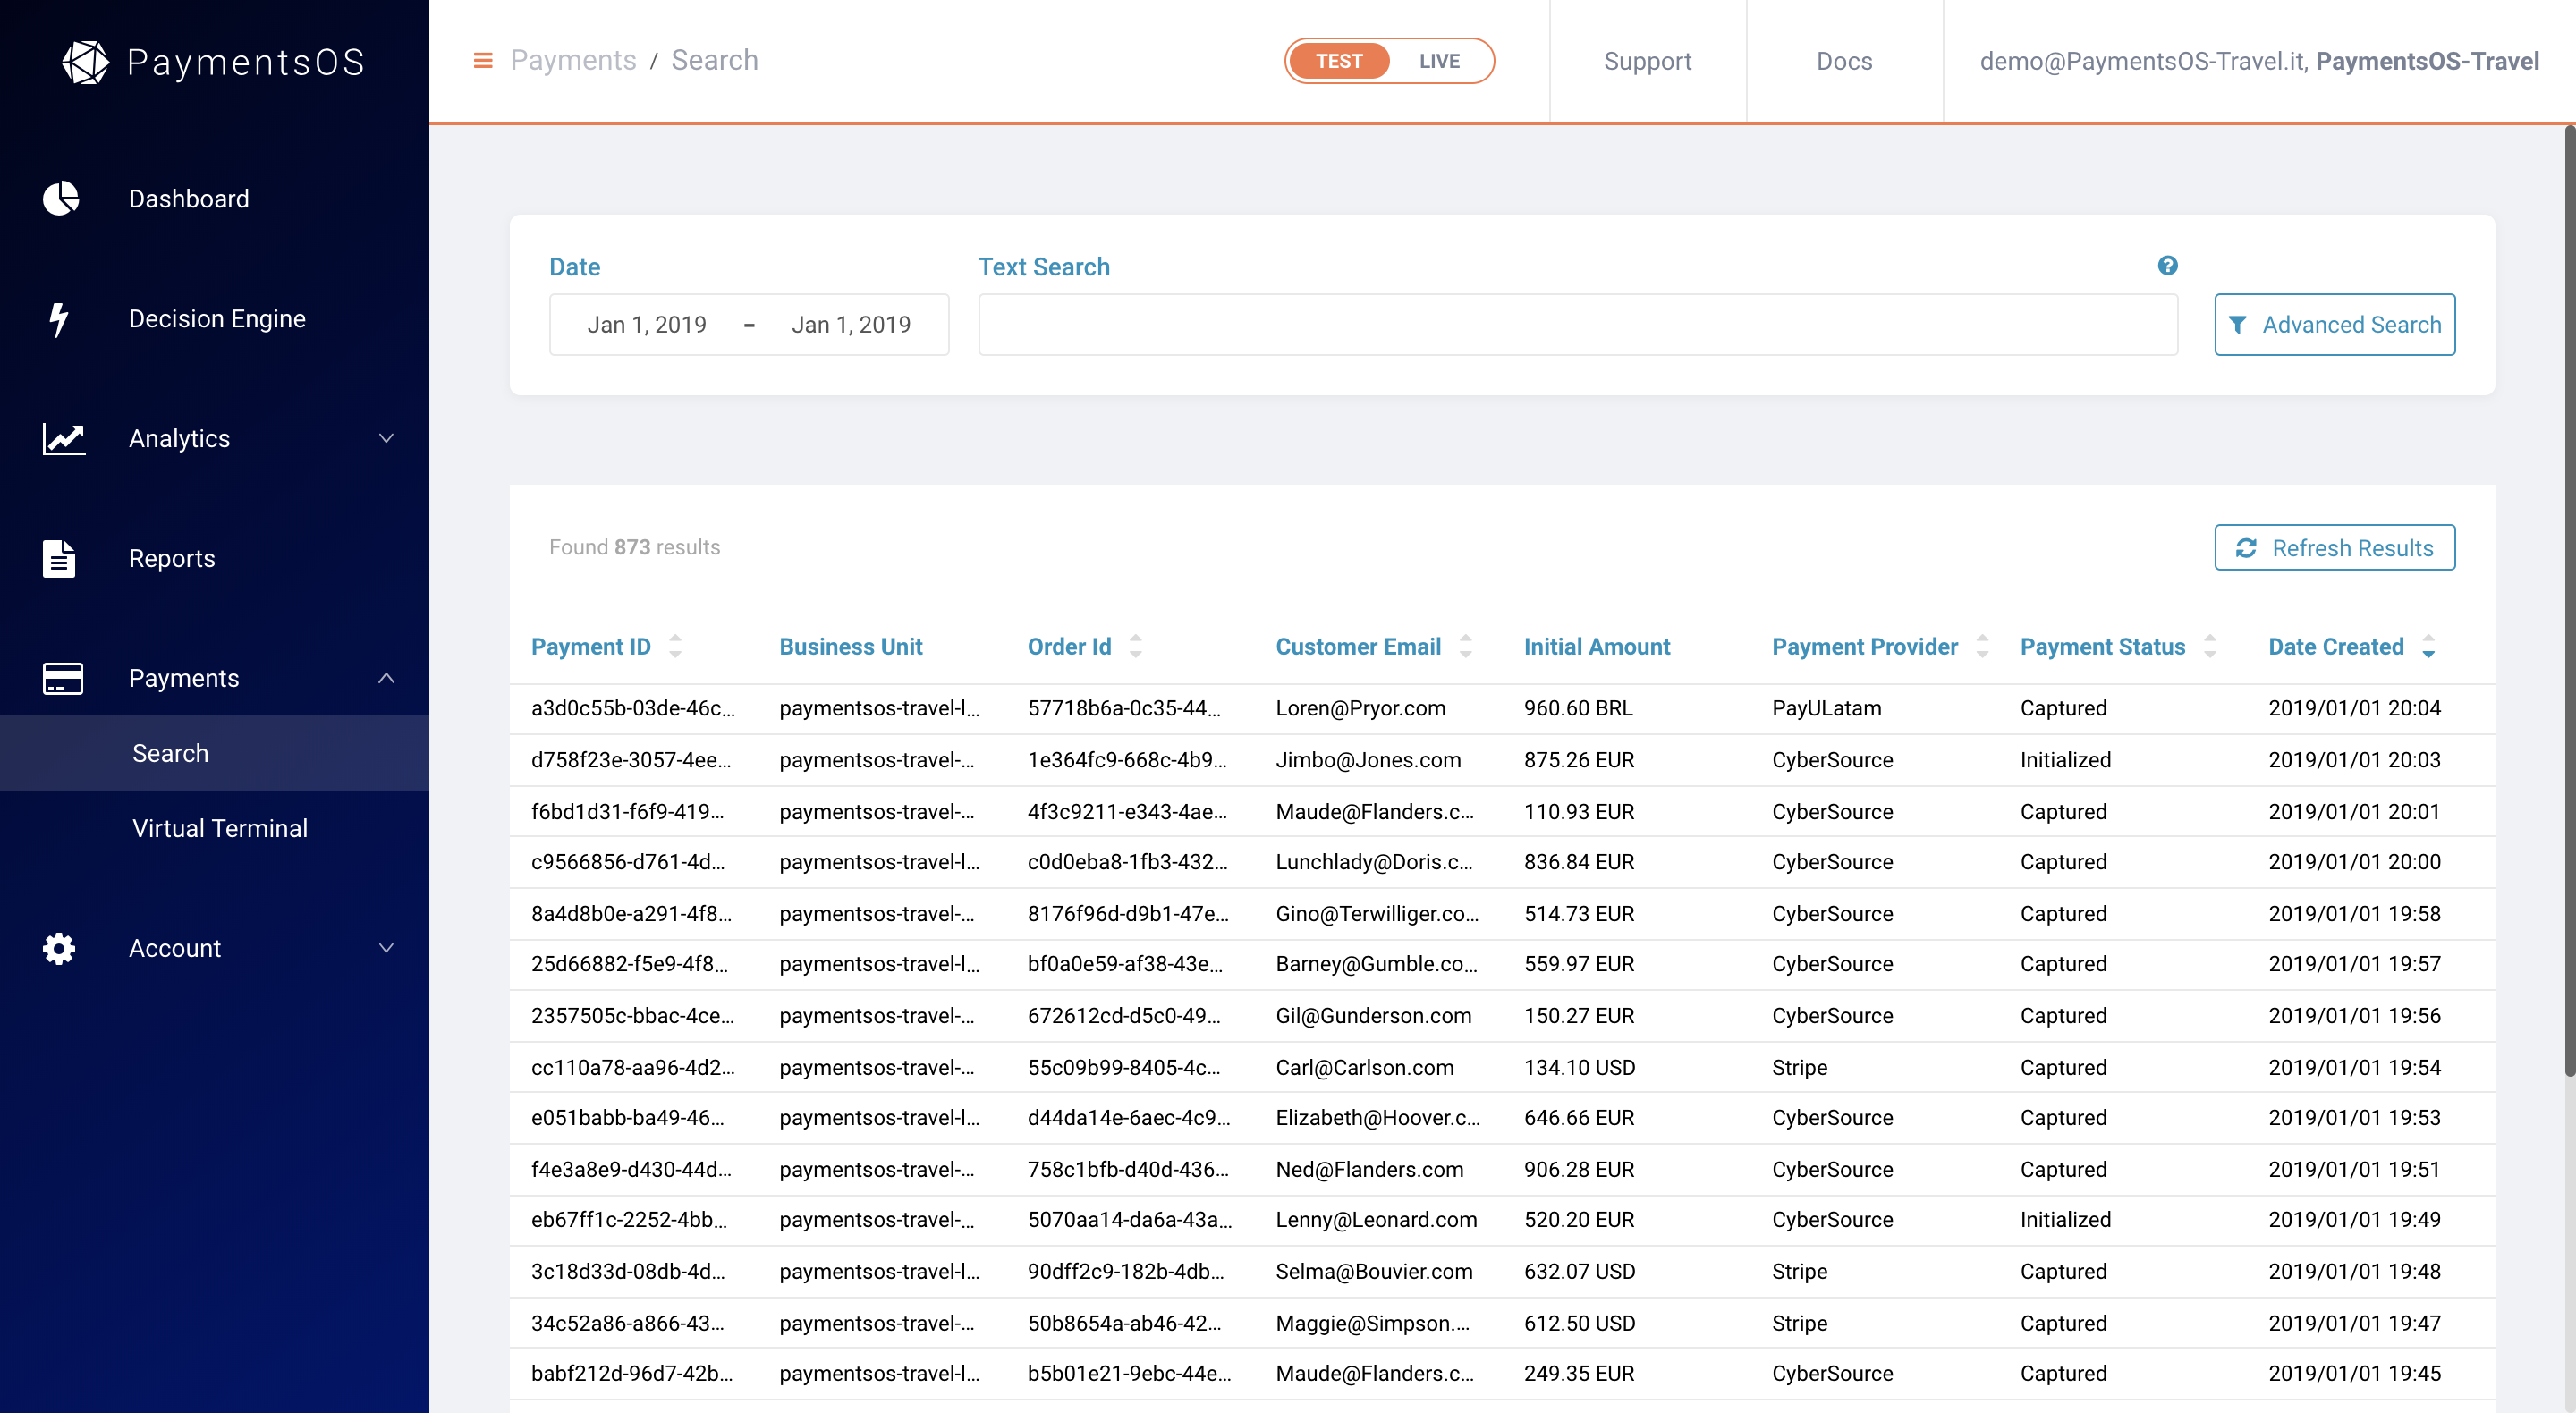 PaymentsOS
Payments / Search
TEST LIVE
Support
Docs
demo@PaymentsOS-Travel.it, PaymentsOS-Travel
Dashboard
Decision Engine
Analytics
Reports
Payments
Search
Virtual Terminal
Account
Date
Text Search
Jan 1, 2019 - Jan 1, 2019
Advanced Search
Found 873 results
Refresh Results
Payment ID Business Unit Order Id Customer Email Initial Amount Payment Provider Payment Status Date Created
a3d0c55b-03de-46c... paymentsos-travel-l... 57718b6a-0c35-44... Loren@Pryor.com 960.60 BRL PayULatam Captured 2019/01/01 20:04
d758f23e-3057-4ee... paymentsos-travel-... 1e364fc9-668c-4b9... Jimbo@Jones.com 875.26 EUR CyberSource Initialized 2019/01/01 20:03
f6bd1d31-f6f9-419... paymentsos-travel-... 4f3c9211-e343-4ae... Maude@Flanders.c... 110.93 EUR CyberSource Captured 2019/01/01 20:01
c9566856-d761-4d... paymentsos-travel-l... c0d0eba8-1fb3-432... Lunchlady@Doris.c... 836.84 EUR CyberSource Captured 2019/01/01 20:00
8a4d8b0e-a291-4f8... paymentsos-travel-... 8176f96d-d9b1-47e... Gino@Terwilliger.co... 514.73 EUR CyberSource Captured 2019/01/01 19:58
25d66882-f5e9-4f8... paymentsos-travel-l... bf0a0e59-af38-43e... Barney@Gumble.co... 559.97 EUR CyberSource Captured 2019/01/01 19:57
2357505c-bbac-4ce... paymentsos-travel-... 672612cd-d5c0-49... Gil@Gunderson.com 150.27 EUR CyberSource Captured 2019/01/01 19:56
cc110a78-aa96-4d2... paymentsos-travel-... 55c09b99-8405-4c... Carl@Carlson.com 134.10 USD Stripe Captured 2019/01/01 19:54
e051babb-ba49-46... paymentsos-travel-l... d44da14e-6aec-4c9... Elizabeth@Hoover.c... 646.66 EUR CyberSource Captured 2019/01/01 19:53
f4e3a8e9-d430-44d... paymentsos-travel-... 758c1bfb-d40d-436... Ned@Flanders.com 906.28 EUR CyberSource Captured 2019/01/01 19:51
eb67ff1c-2252-4bb... paymentsos-travel-... 5070aa14-da6a-43a... Lenny@Leonard.com 520.20 EUR CyberSource Initialized 2019/01/01 19:49
3c18d33d-08db-4d... paymentsos-travel-l... 90dff2c9-182b-4db... Selma@Bouvier.com 632.07 USD Stripe Captured 2019/01/01 19:48
34c52a86-a866-43... paymentsos-travel-... 50b8654a-ab46-42... Maggie@Simpson.... 612.50 USD Stripe Captured 2019/01/01 19:47
babf212d-96d7-42b... paymentsos-travel-l... b5b01e21-9ebc-44e... Maude@Flanders.c... 249.35 EUR CyberSource Captured 2019/01/01 19:45